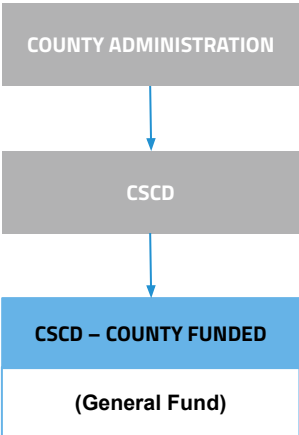 COUNTY ADMINISTRATION
CSCD
CSCD – COUNTY FUNDED
(General Fund)